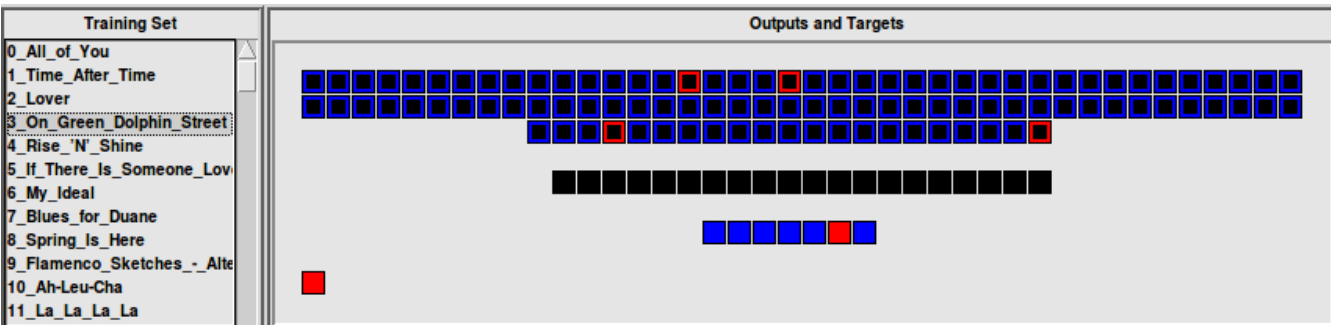 Training Set
Outputs and Targets
0_All_of_You
1_Time_After_Time
2_Lover
3_On_Green_Dolphin_Street
4_Rise_'N'_Shine
5_If_There_Is_Someone_Lov
6_My_Ideal
7_Blues_for_Duane
8_Spring_Is_Here
9_Flamenco_Sketches_-_Alte
10_Ah-Leu-Cha
11_La_La_La_La